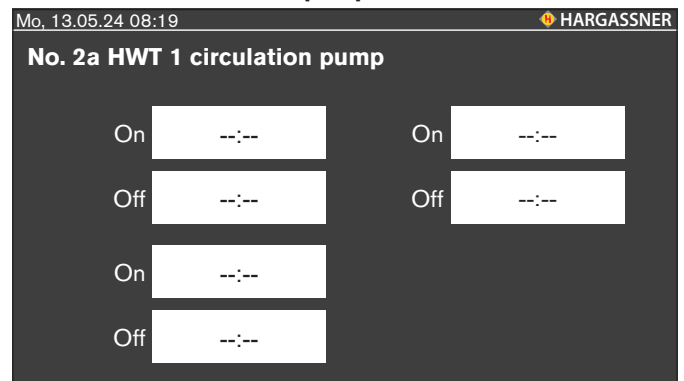 Mo, 13.05.24 08:19 HARGASSNER
No. 2a HWT 1 circulation pump
On --:-- On --:--
Off --:-- Off --:--
On --:--
Off --:--